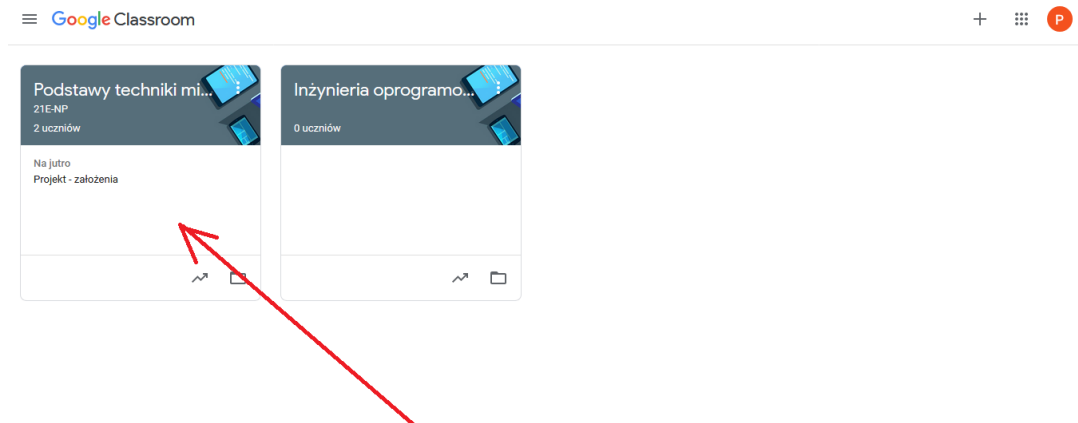 Google Classroom
P
Podstawy techniki mi...
21E-NP
2 uczniów
Na jutro
Projekt - założenia
Inżynieria oprogramo...
0 uczniów